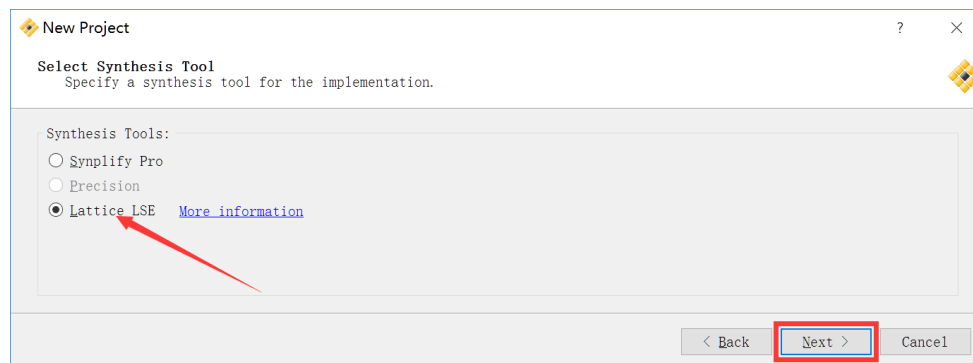 New Project
?
Select Synthesis Tool
Specify a synthesis tool for the implementation.
Synthesis Tools:
Synplify Pro
Precision
Lattice LSE More information
< Back Next > Cancel